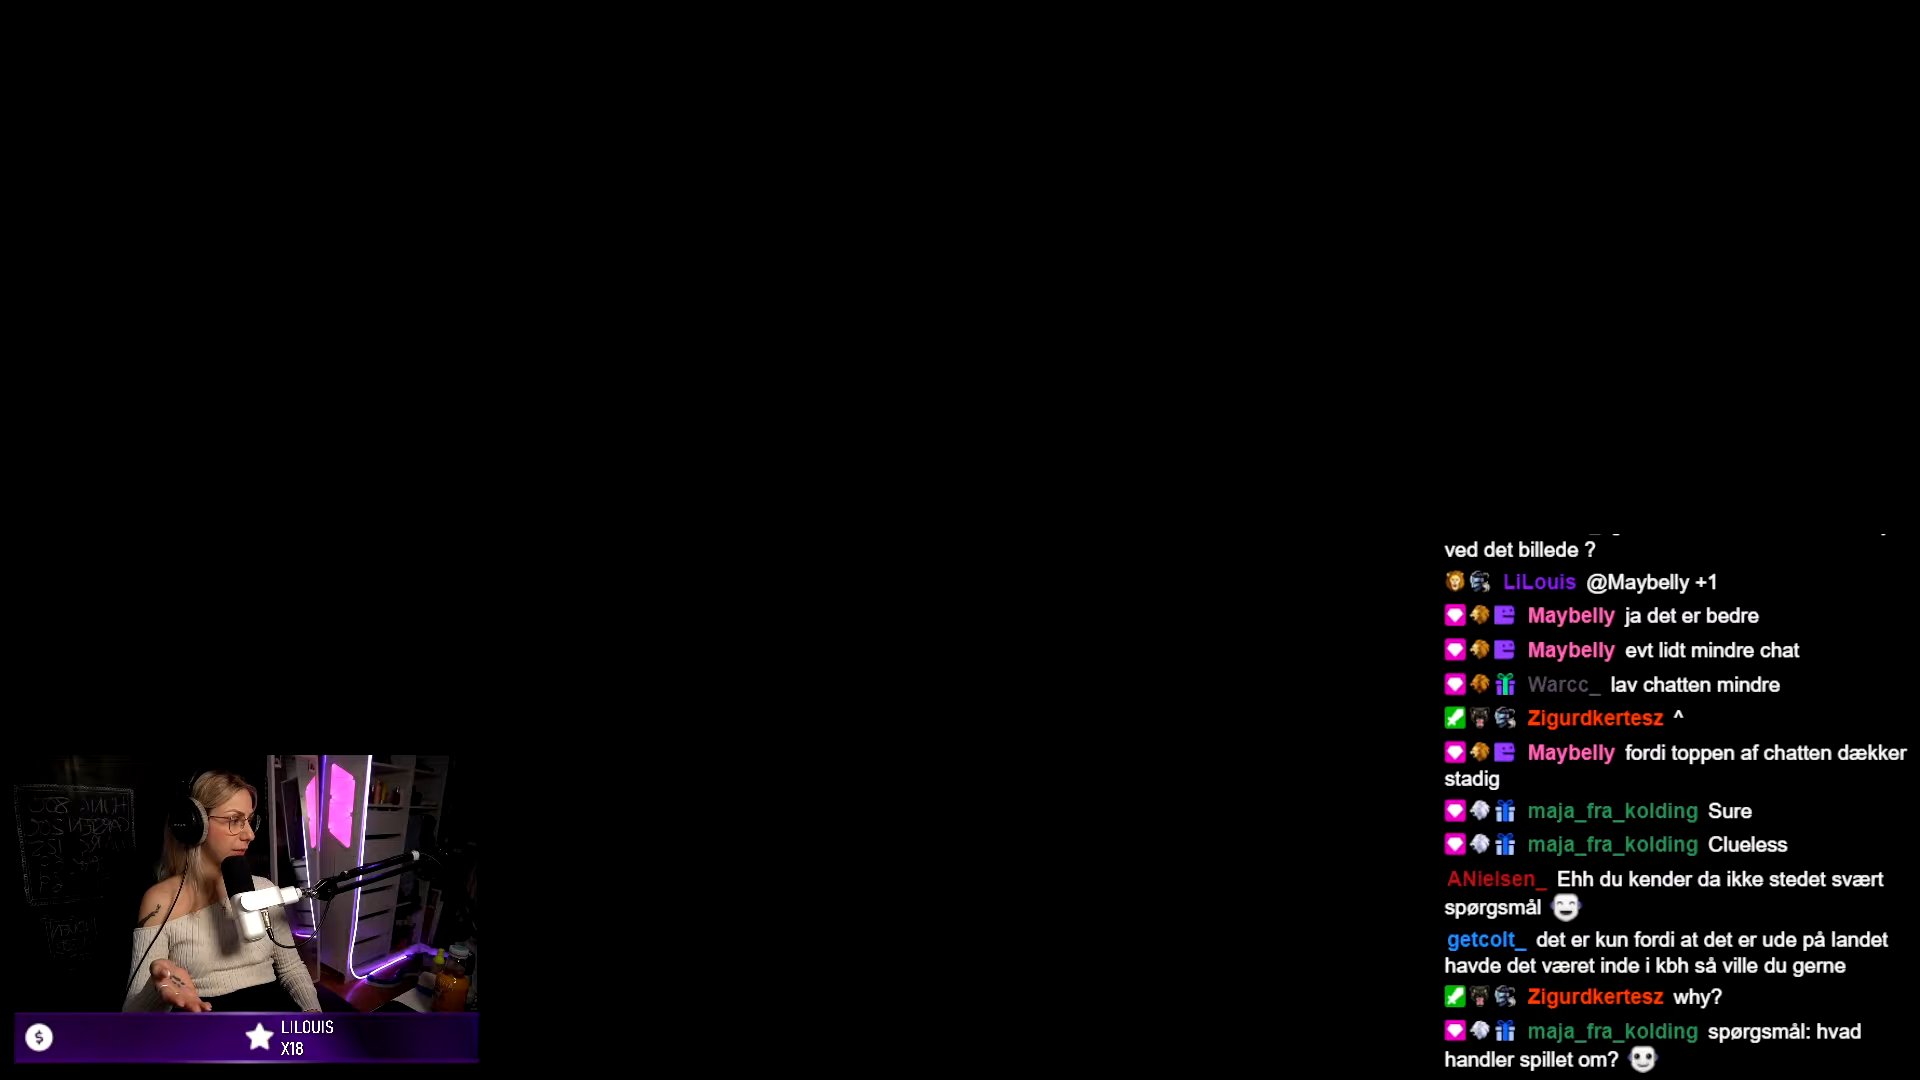 ved det billede ?
LiLouis @Maybelly +1
Maybelly ja det er bedre
Maybelly evt lidt mindre chat
Warcc_ lav chatten mindre
Zigurdkertesz ^
Maybelly fordi toppen af chatten dækker
stadig
maja_fra_kolding Sure
maja_fra_kolding Clueless
ANielsen_ Ehh du kender da ikke stedet svært
spørgsmål
getcolt_ det er kun fordi at det er ude på landet
havde det været inde i kbh så ville du gerne
Zigurdkertesz why?
maja_fra_kolding spørgsmål: hvad
handler spillet om?
$
LILOUIS
X18